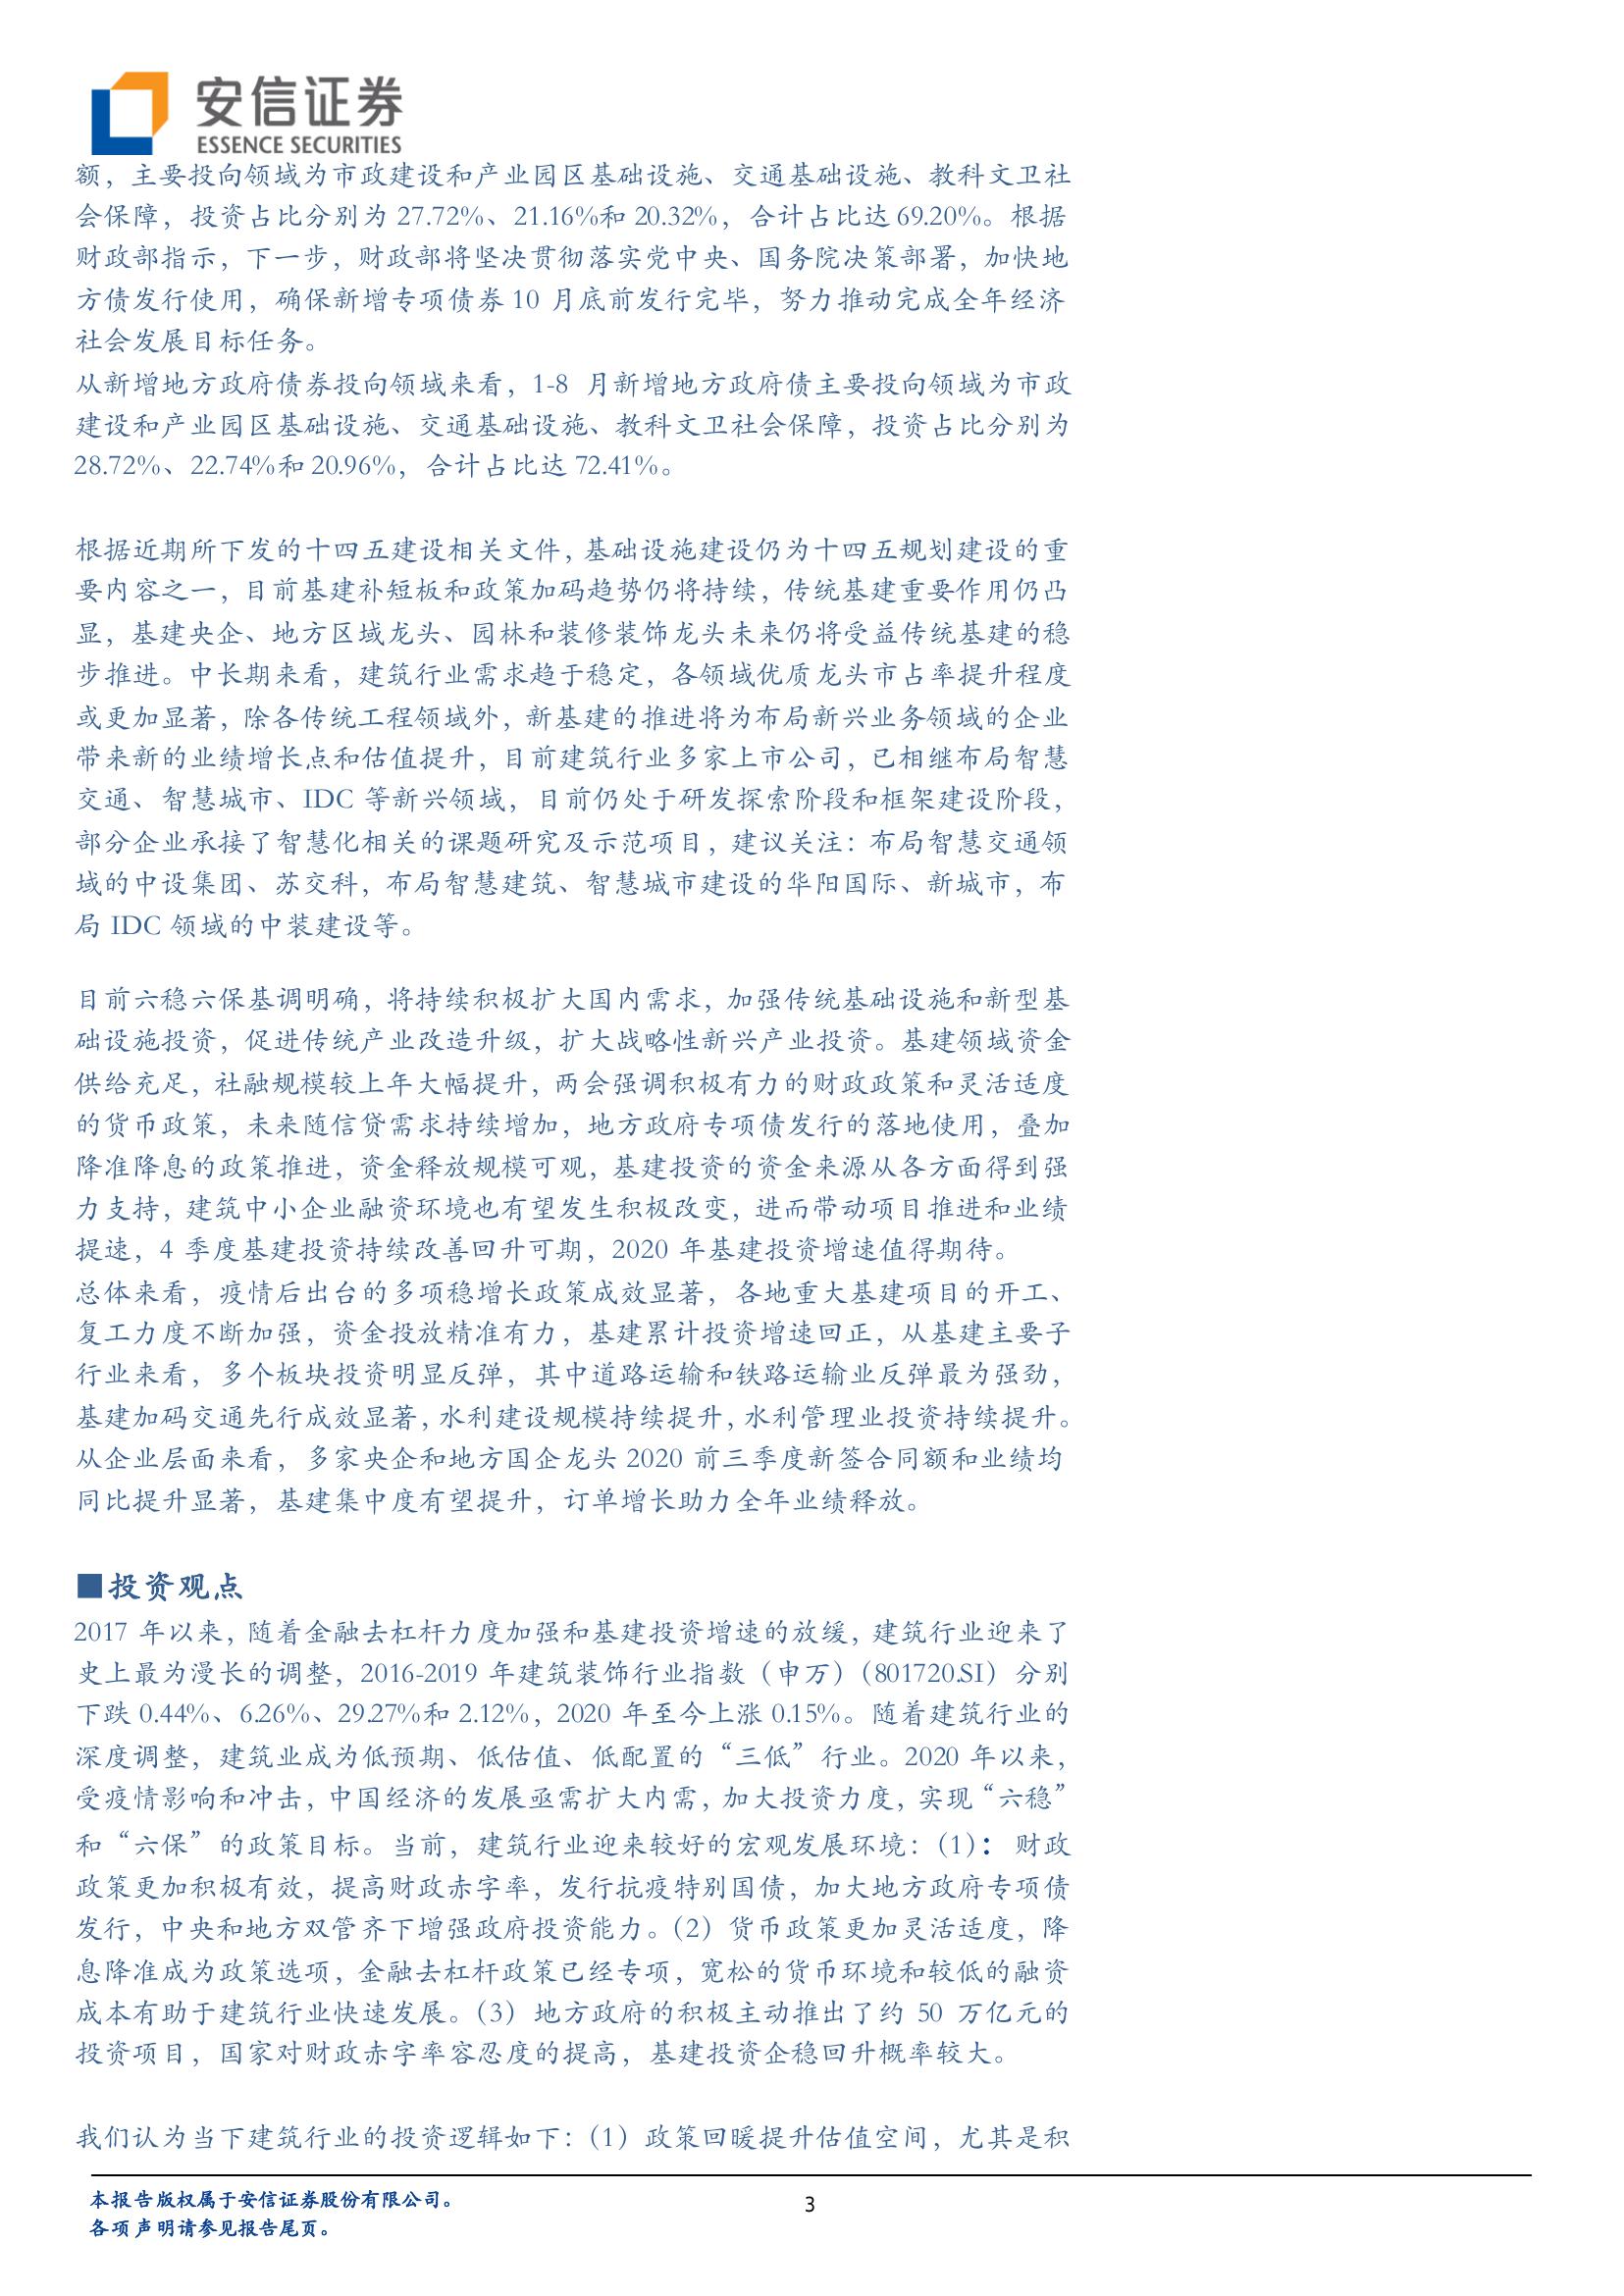 安信证券
ESSENCE SECURITIES
额，主要投向领域为市政建设和产业园区基础设施、交通基础设施、教科文卫社
会保障，投资占比分别为 27.72%、21.16%和 20.32%，合计占比达 69.20%。根据
财政部指示，下一步，财政部将坚决贯彻落实党中央、国务院决策部署，加快地
方债发行使用，确保新增专项债券 10 月底前发行完毕，努力推动完成全年经济
社会发展目标任务。
从新增地方政府债券投向领域来看，1-8 月新增地方政府债主要投向领域为市政
建设和产业园区基础设施、交通基础设施、教科文卫社会保障，投资占比分别为
28.72%、22.74%和 20.96%，合计占比达 72.41%。
根据近期所下发的十四五建设相关文件，基础设施建设仍为十四五规划建设的重
要内容之一，目前基建补短板和政策加码趋势仍将持续，传统基建重要作用仍凸
显，基建央企、地方区域龙头、园林和装修装饰龙头未来仍将受益传统基建的稳
步推进。中长期来看，建筑行业需求趋于稳定，各领域优质龙头市占率提升程度
或更加显著，除各传统工程领域外，新基建的推进将为布局新兴业务领域的企业
带来新的业绩增长点和估值提升，目前建筑行业多家上市公司，已相继布局智慧
交通、智慧城市、IDC 等新兴领域，目前仍处于研发探索阶段和框架建设阶段，
部分企业承接了智慧化相关的课题研究及示范项目，建议关注：布局智慧交通领
域的中设集团、苏交科，布局智慧建筑、智慧城市建设的华阳国际、新城市，布
局 IDC 领域的中装建设等。
目前六稳六保基调明确，将持续积极扩大国内需求，加强传统基础设施和新型基
础设施投资，促进传统产业改造升级，扩大战略性新兴产业投资。基建领域资金
供给充足，社融规模较上年大幅提升，两会强调积极有力的财政政策和灵活适度
的货币政策，未来随信贷需求持续增加，地方政府专项债发行的落地使用，叠加
降准降息的政策推进，资金释放规模可观，基建投资的资金来源从各方面得到强
力支持，建筑中小企业融资环境也有望发生积极改变，进而带动项目推进和业绩
提速，4 季度基建投资持续改善回升可期，2020 年基建投资增速值得期待。
总体来看，疫情后出台的多项稳增长政策成效显著，各地重大基建项目的开工、
复工力度不断加强，资金投放精准有力，基建累计投资增速回正，从基建主要子
行业来看，多个板块投资明显反弹，其中道路运输和铁路运输业反弹最为强劲，
基建加码交通先行成效显著，水利建设规模持续提升，水利管理业投资持续提升。
从企业层面来看，多家央企和地方国企龙头 2020 前三季度新签合同额和业绩均
同比提升显著，基建集中度有望提升，订单增长助力全年业绩释放。
■投资观点
2017 年以来，随着金融去杠杆力度加强和基建投资增速的放缓，建筑行业迎来了
史上最为漫长的调整，2016-2019 年建筑装饰行业指数（申万）（801720.SI）分别
下跌 0.44%、6.26%、29.27%和 2.12%，2020 年至今上涨 0.15%。随着建筑行业的
深度调整，建筑业成为低预期、低估值、低配置的“三低”行业。2020 年以来，
受疫情影响和冲击，中国经济的发展亟需扩大内需，加大投资力度，实现“六稳”
和“六保”的政策目标。当前，建筑行业迎来较好的宏观发展环境：（1）：财政
政策更加积极有效，提高财政赤字率，发行抗疫特别国债，加大地方政府专项债
发行，中央和地方双管齐下增强政府投资能力。（2）货币政策更加灵活适度，降
息降准成为政策选项，金融去杠杆政策已经专项，宽松的货币环境和较低的融资
成本有助于建筑行业快速发展。（3）地方政府的积极主动推出了约 50 万亿元的
投资项目，国家对财政赤字率容忍度的提高，基建投资企稳回升概率较大。
我们认为当下建筑行业的投资逻辑如下：（1）政策回暖提升估值空间，尤其是积
本报告版权属于安信证券股份有限公司。
各项声明请参见报告尾页。
3